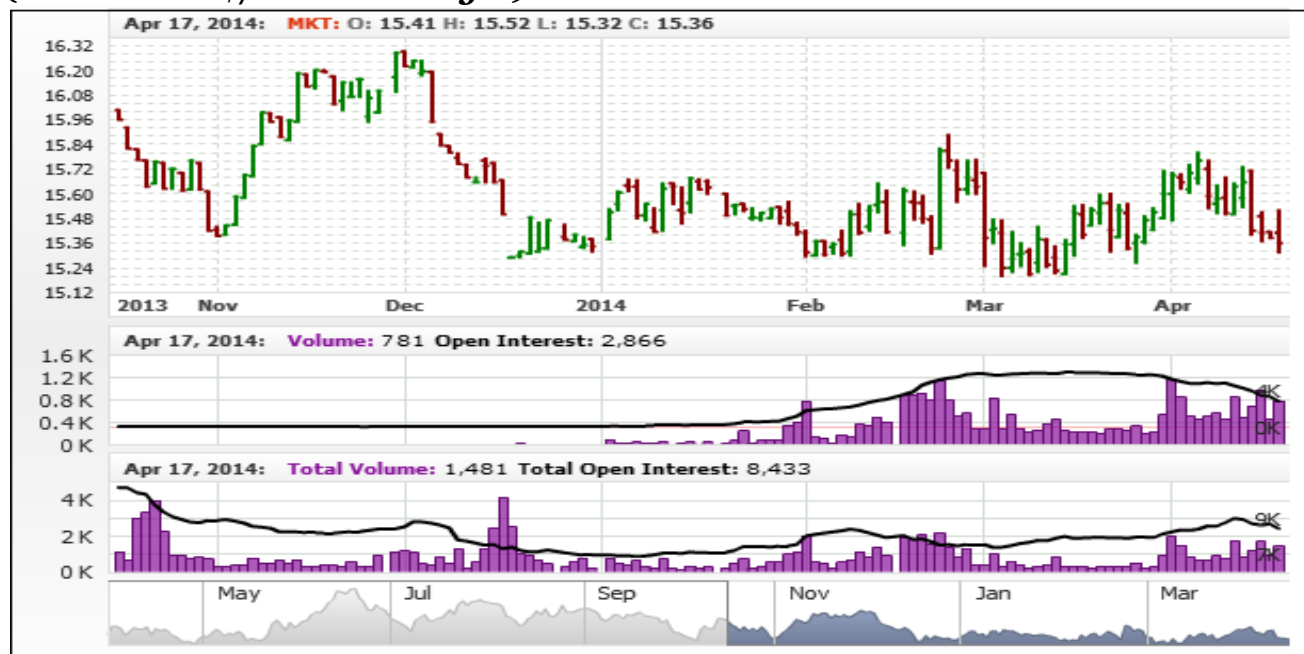 Apr 17, 2014: MKT: O: 15.41 H: 15.52 L: 15.32 C: 15.36
16.32
16.20
16.08
15.96
15.84
15.72
15.60
15.48
15.36
15.24
15.12
2013 Nov Dec 2014 Feb Mar Apr
Apr 17, 2014: Volume: 781 Open Interest: 2,866
1.6 K
1.2 K
0.8 K
0.4 K
0 K
4K
0K
Apr 17, 2014: Total Volume: 1,481 Total Open Interest: 8,433
4 K
2 K
0 K
9K
7K
May Jul Sep Nov Jan Mar